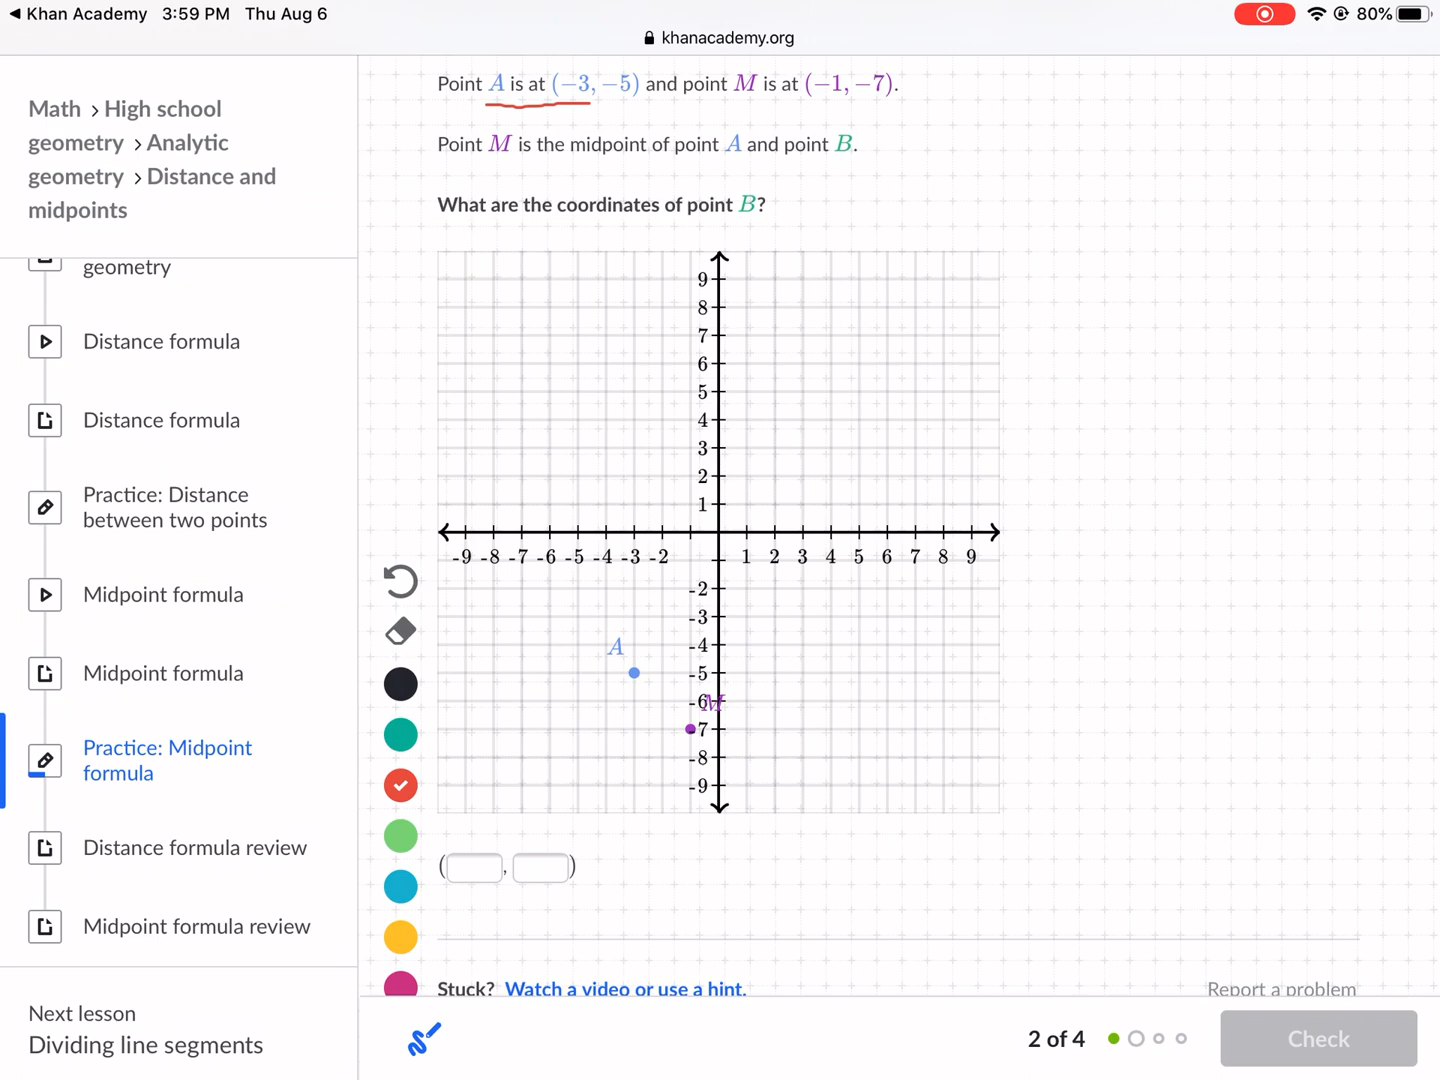 Khan Academy 3:59 PM Thu Aug 6
80%
khanacademy.org
Math > High school
geometry > Analytic
geometry > Distance and
midpoints
geometry
Distance formula
Distance formula
Practice: Distance
between two points
Midpoint formula
Midpoint formula
Practice: Midpoint
formula
Distance formula review
Midpoint formula review
Next lesson
Dividing line segments
Point A is at (−3, −5) and point M is at (−1, −7).
Point M is the midpoint of point A and point B.
What are the coordinates of point B?
9
8
7
6
5
4
3
2
1
-9 -8 -7 -6 -5 -4 -3 -2 1 2 3 4 5 6 7 8 9
-2
-3
A -4
-5
-6 M
-7
-8
-9
( , )
Stuck? Watch a video or use a hint.
Report a problem
2 of 4
Check